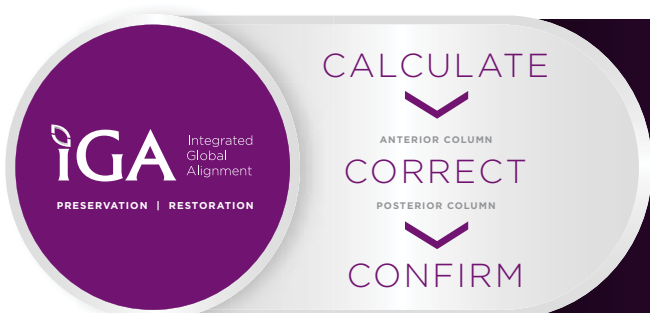 iGA
Integrated
Global
Alignment
PRESERVATION | RESTORATION
CALCULATE
ANTERIOR COLUMN
CORRECT
POSTERIOR COLUMN
CONFIRM